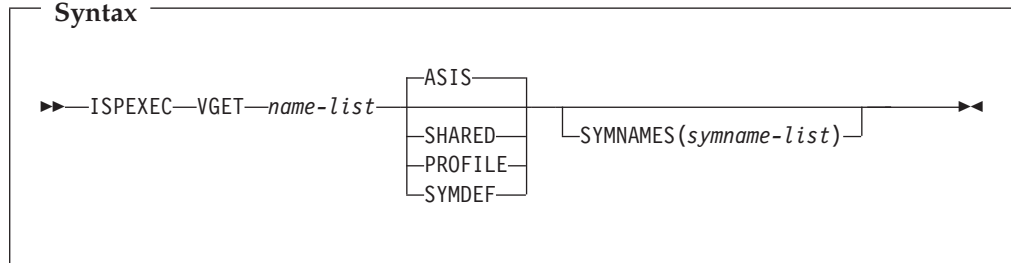 Syntax
ASIS
ISPEXEC VGET name-list
SHARED
SYMNAMES(symname-list)
PROFILE
SYMDEF